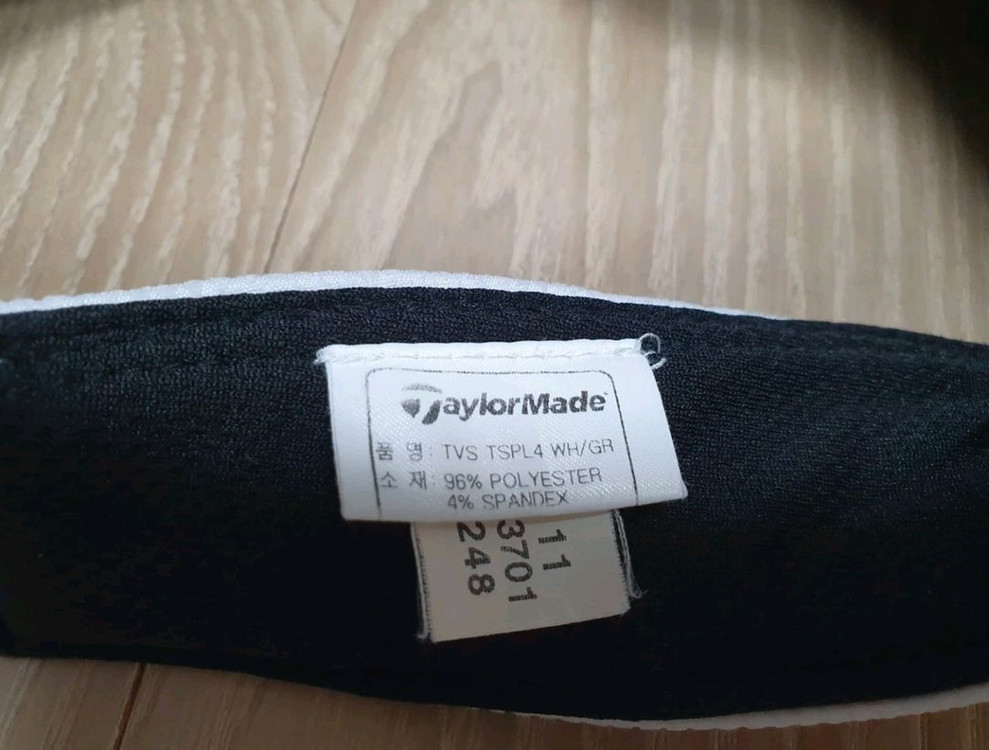 TaylorMade
품 명 : TVS TSPL4 WH/GR
소 재 : 96% POLYESTER
4% SPANDEX
11
3701
248